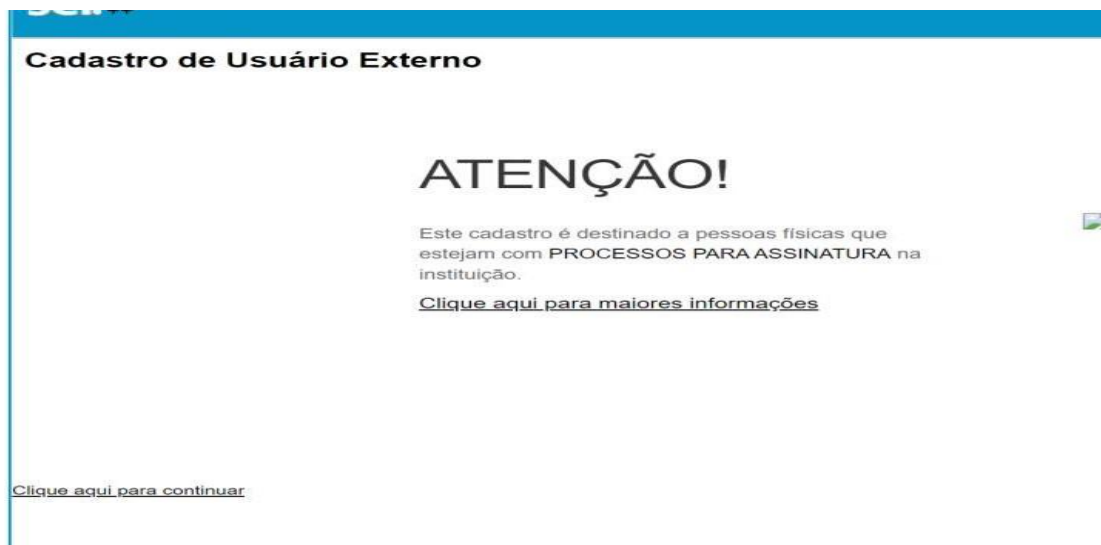 Cadastro de Usuário Externo
ATENÇÃO!
Este cadastro é destinado a pessoas físicas que
estejam com PROCESSOS PARA ASSINATURA na
instituição.
Clique aqui para maiores informações
Clique aqui para continuar